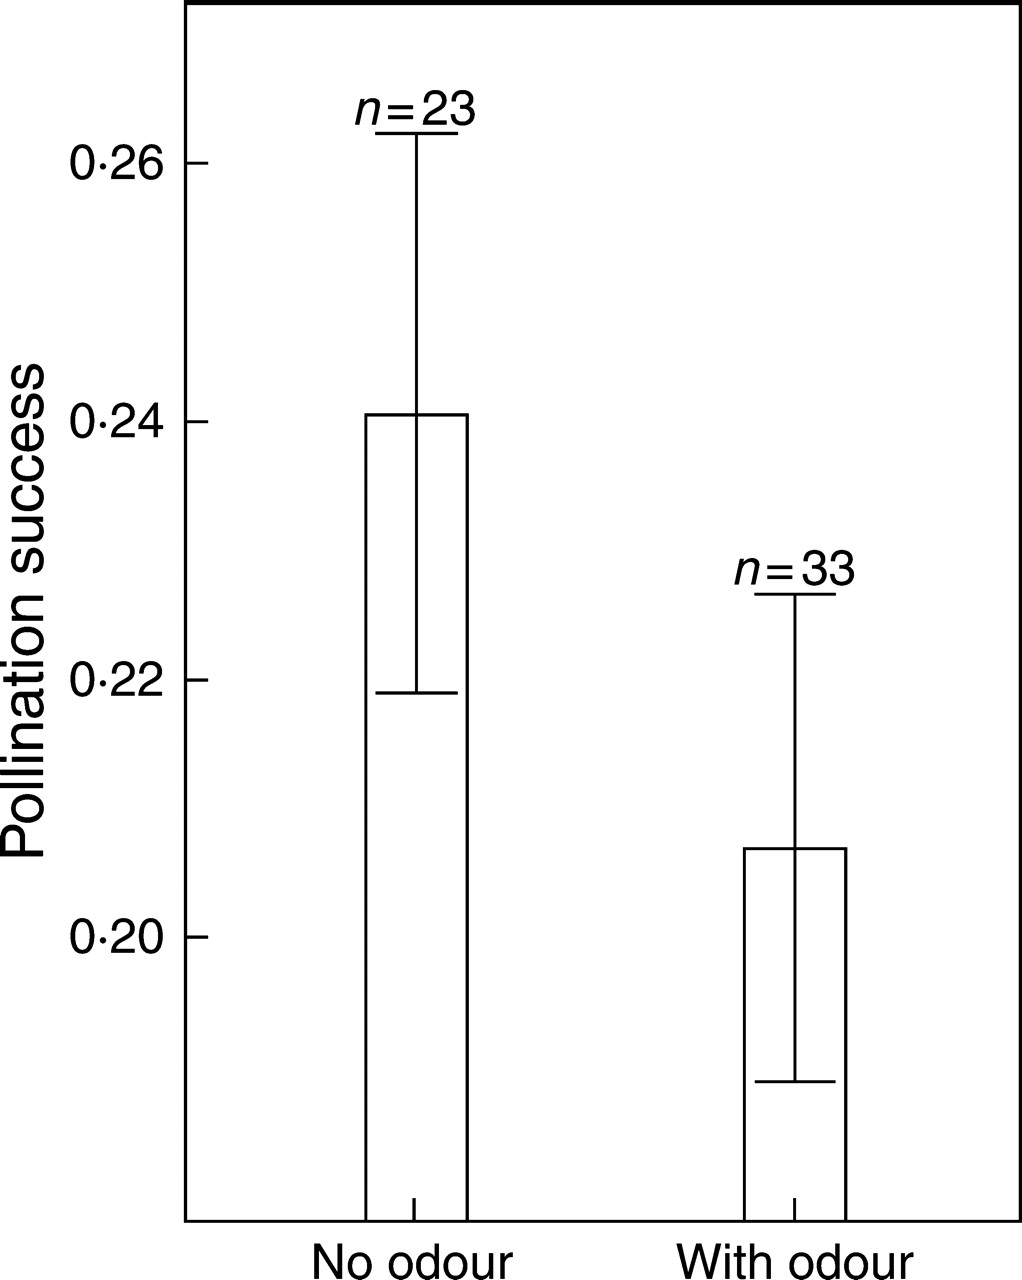 Pollination success
0·26
0·24
0·22
0·20
n=23
n=33
No odour
With odour